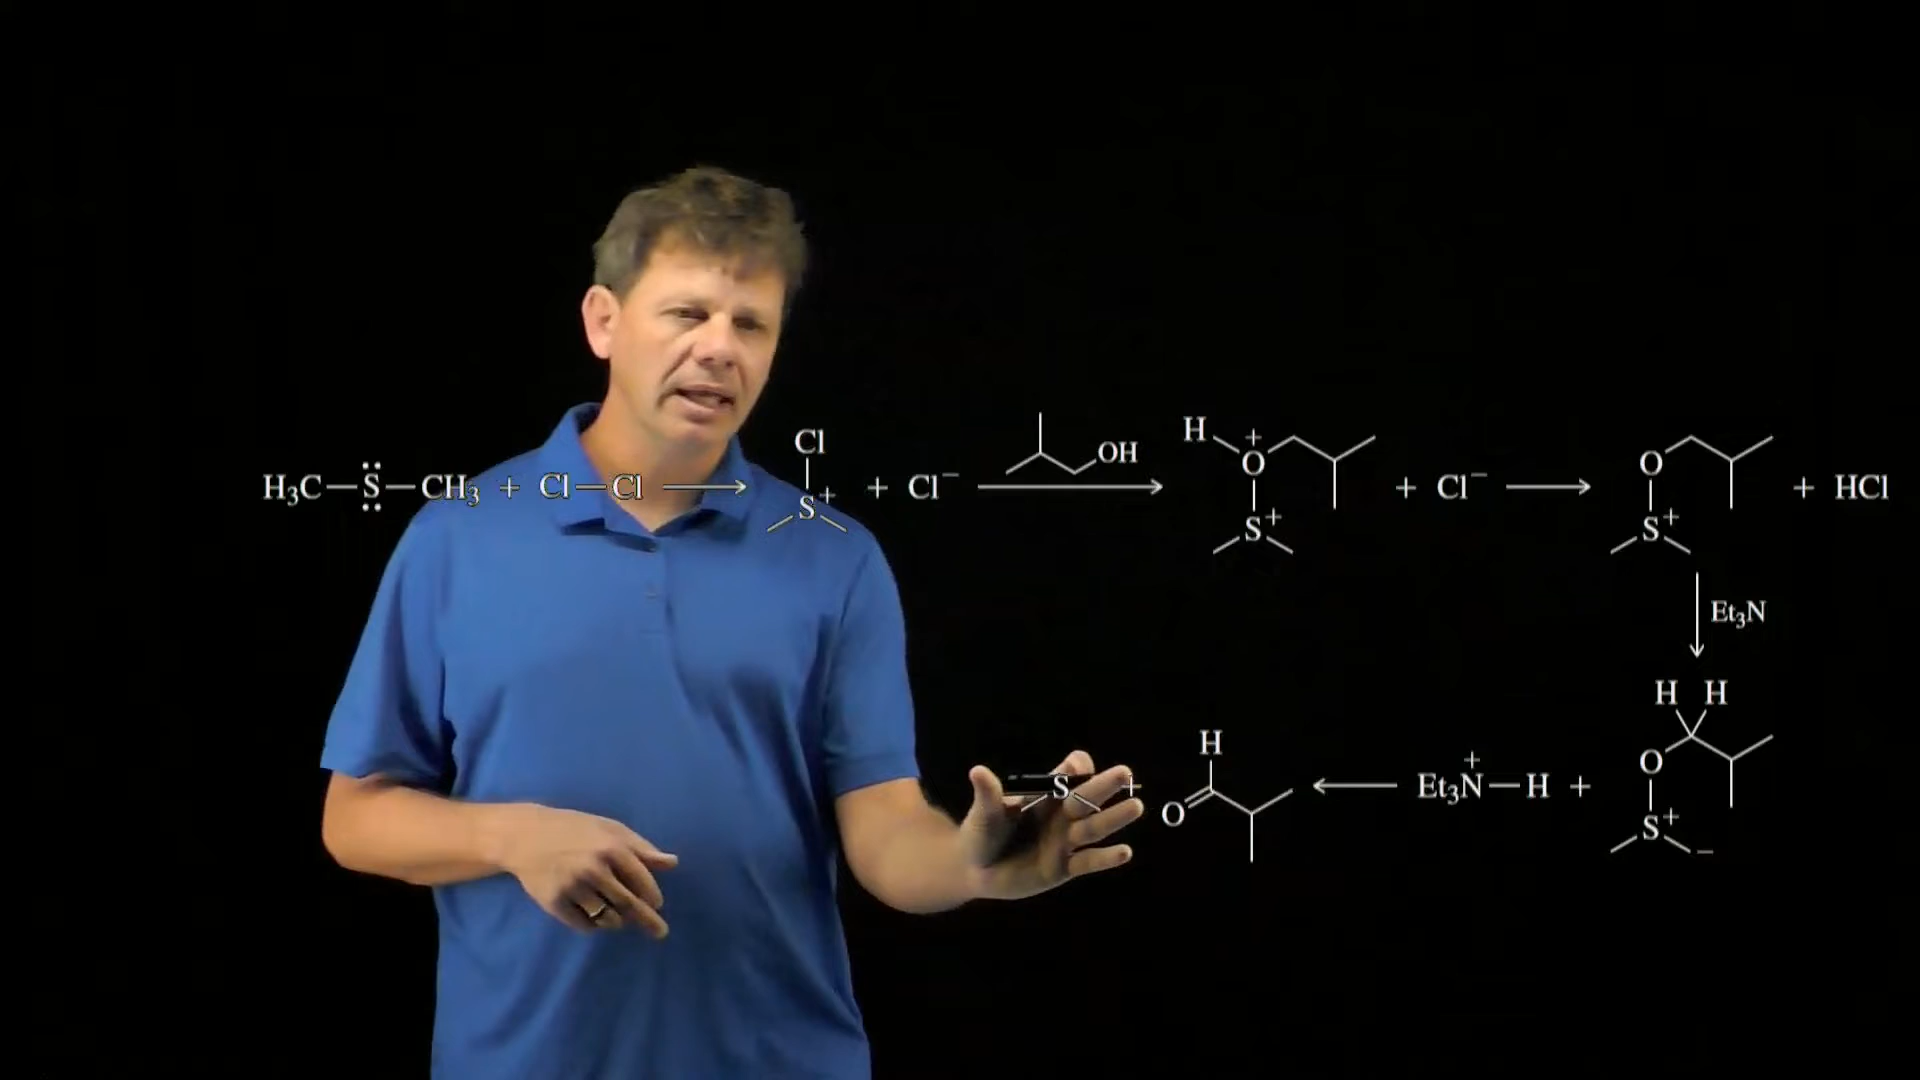 H₃C—S̈—CH₃ + Cl—Cl ⟶ Cl S⁺ + Cl⁻ OH ⟶ H O⁺ S⁺ + Cl⁻ ⟶ O S⁺ + HCl
Et₃N
S + H O ⟵ Et₃N⁺—H + H H O S⁺ −